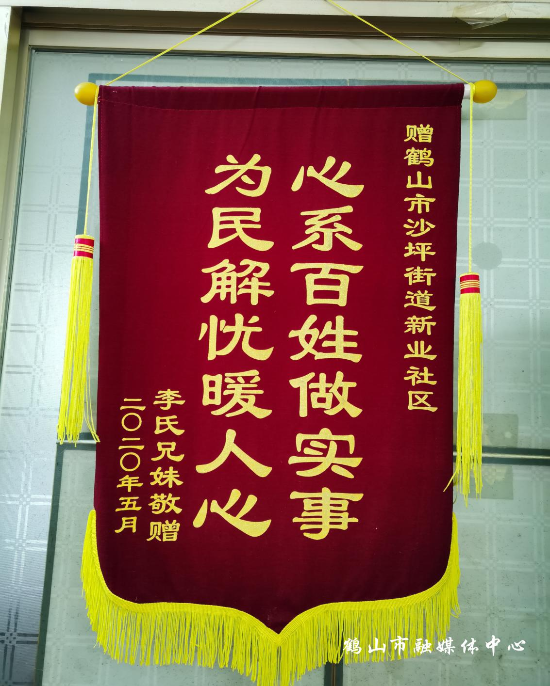 赠鹤山市沙坪街道新业社区
心系百姓做实事
为民解忧暖人心
李氏兄妹敬赠
二〇二〇年五月
鹤山市融媒体中心